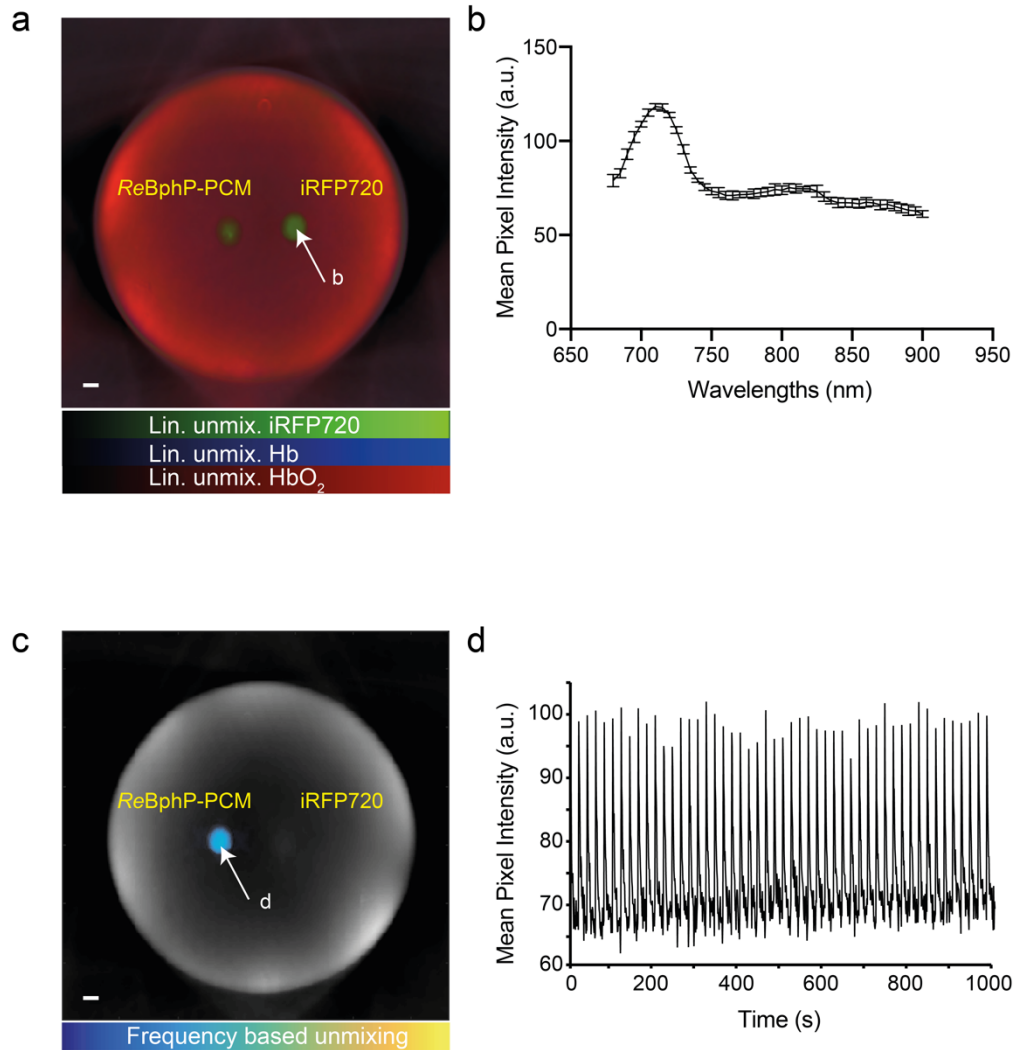 a
ReBphP-PCM iRFP720
b
Lin. unmix. iRFP720
Lin. unmix. Hb
Lin. unmix. HbO₂
b
Mean Pixel Intensity (a.u.)
150
100
50
0
650 700 750 800 850 900 950
Wavelengths (nm)
c
ReBphP-PCM iRFP720
d
Frequency based unmixing
d
Mean Pixel Intensity (a.u.)
100
90
80
70
60
0 200 400 600 800 1000
Time (s)